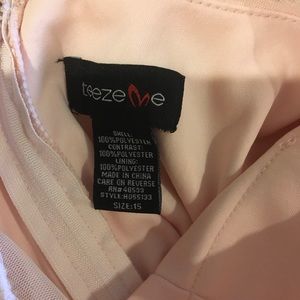 teeze me
SHELL:
100%POLYESTER
CONTRAST:
100%POLYESTER
LINING:
100%POLYESTER
MADE IN CHINA
CARE ON REVERSE
RN# 48533
STYLE:HD55133
SIZE:15